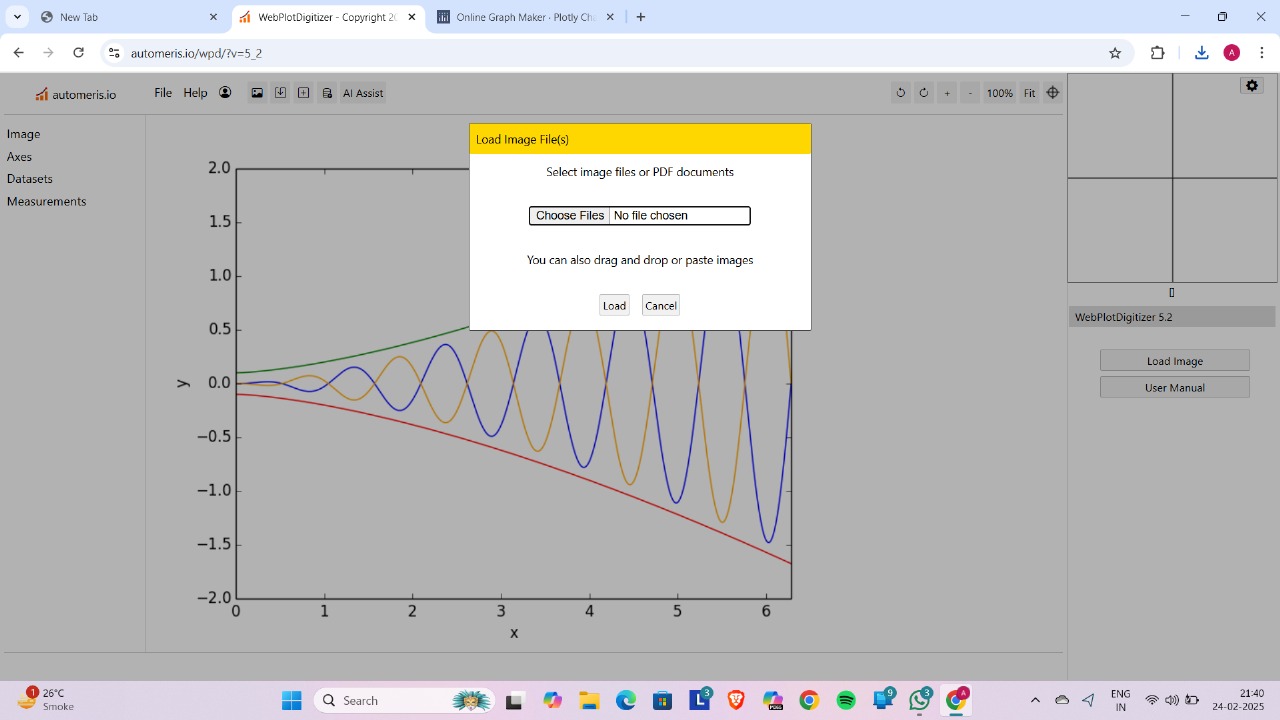 New Tab
WebPlotDigitizer - Copyright 20
Online Graph Maker · Plotly Ch
automeris.io/wpd/?v=5_2
A
automeris.io
File
Help
AI Assist
+
-
100%
Fit
Image
Axes
Datasets
Measurements
Load Image File(s)
Select image files or PDF documents
Choose Files No file chosen
You can also drag and drop or paste images
Load
Cancel
2.0
1.5
1.0
0.5
0.0
−0.5
−1.0
−1.5
−2.0
y
0 1 2 3 4 5 6
x
WebPlotDigitizer 5.2
Load Image
User Manual
1
26°C
Smoke
Search
3
9
3
A
ENG
IN
21:40
24-02-2025